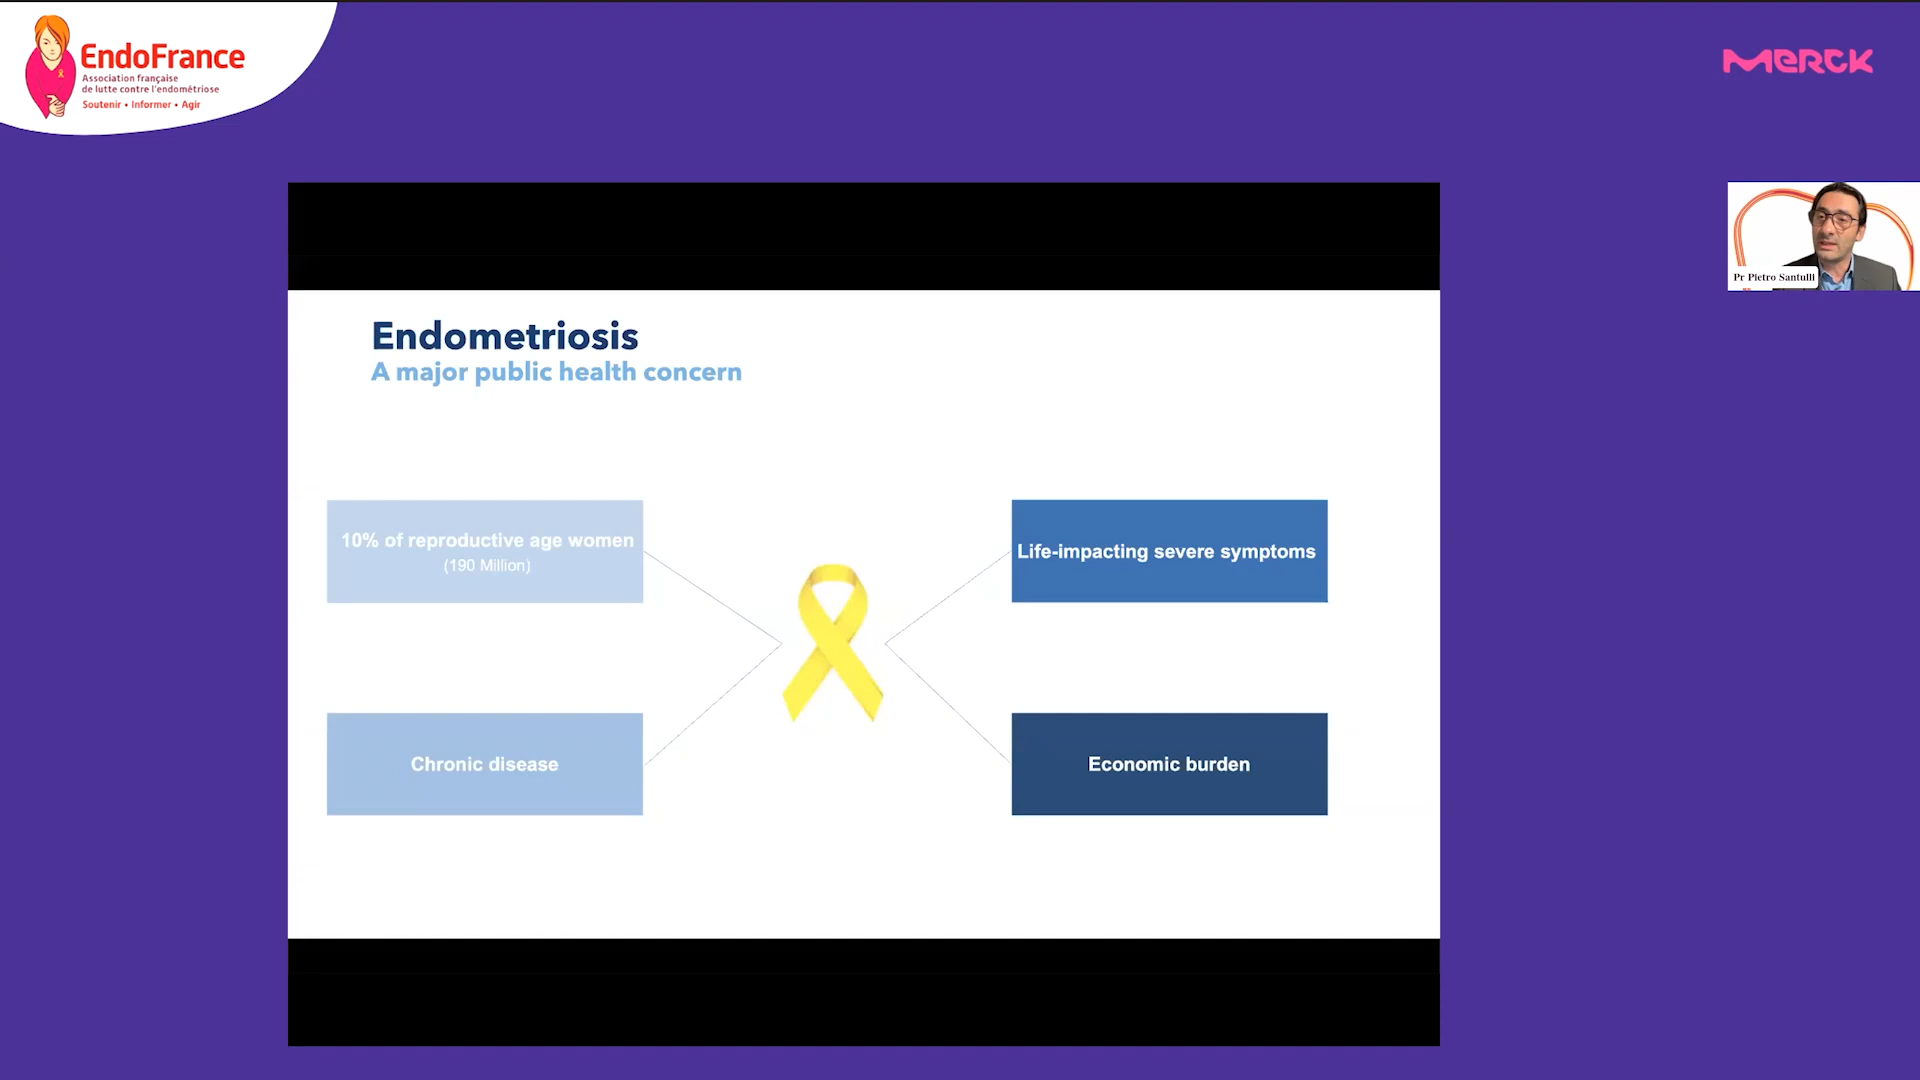 EndoFrance
Association française
de lutte contre l'endométriose
Soutenir • Informer • Agir
MERCK
Pr Pietro Santulli
Endometriosis
A major public health concern
10% of reproductive age women
(190 Million)
Life-impacting severe symptoms
Chronic disease
Economic burden